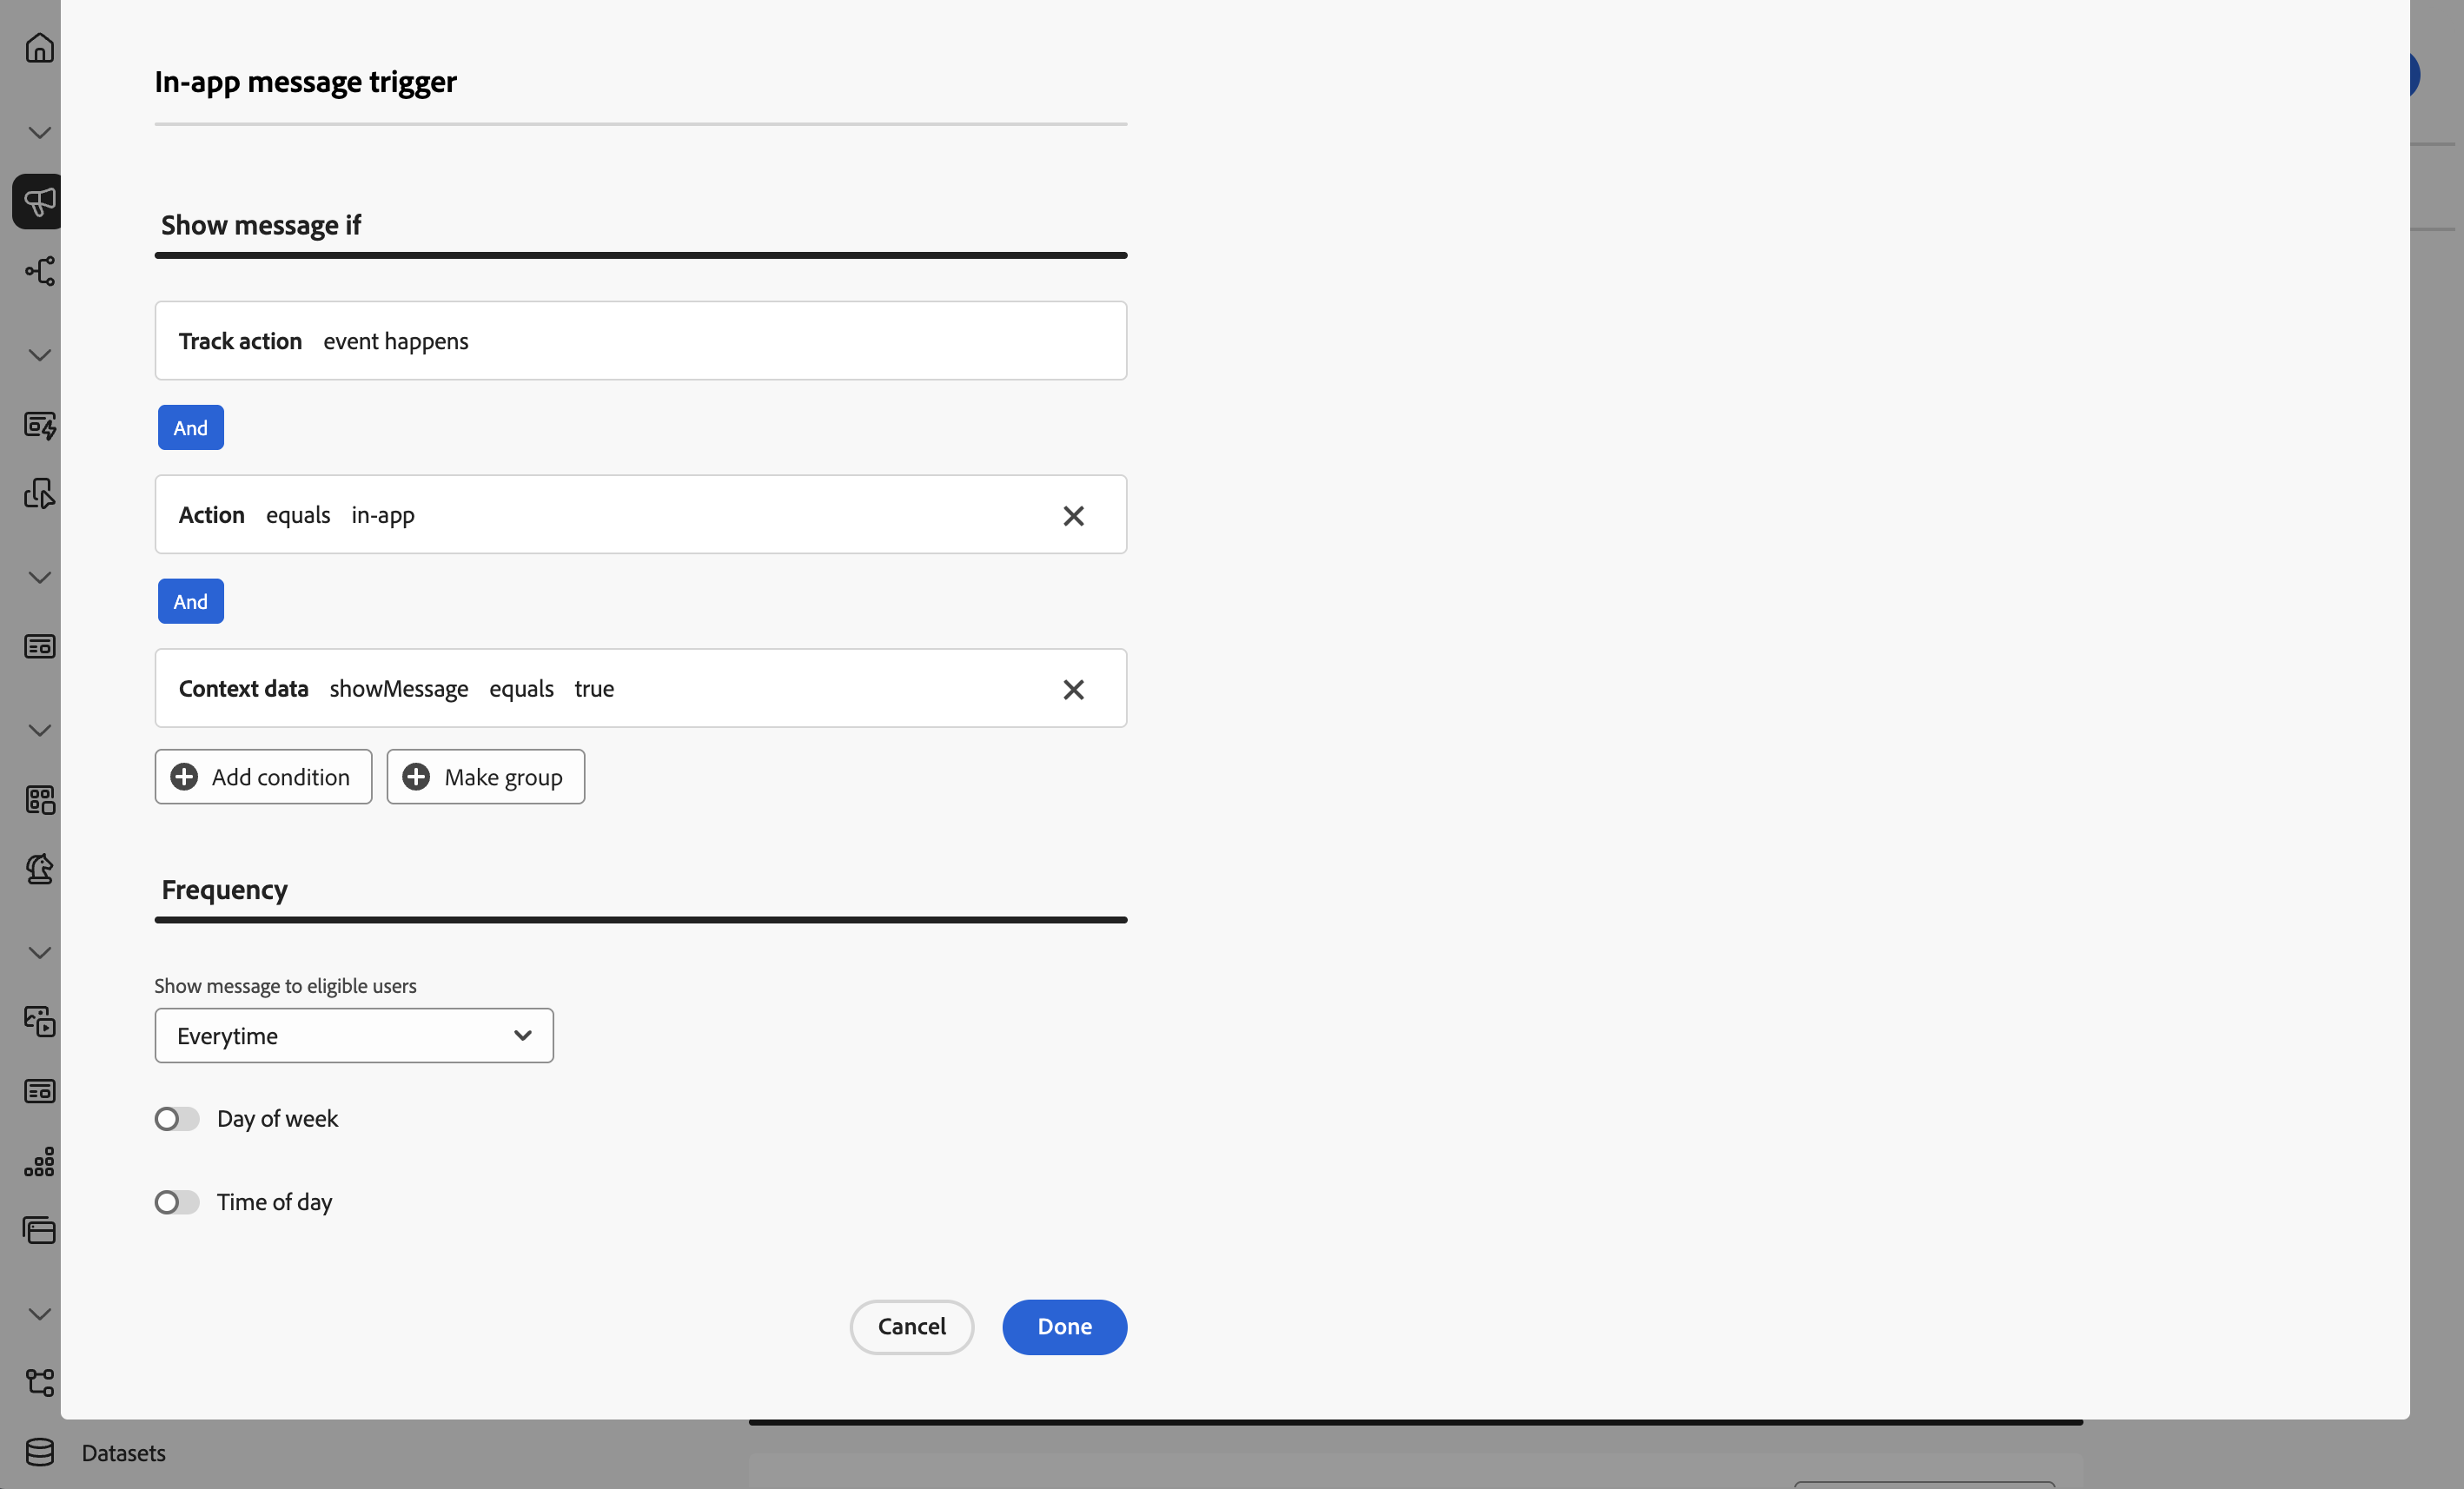 In-app message trigger
Show message if
Track action event happens
And
Action equals in-app
And
Context data showMessage equals true
Add condition Make group
Frequency
Show message to eligible users
Everytime
Day of week
Time of day
Cancel Done
Datasets